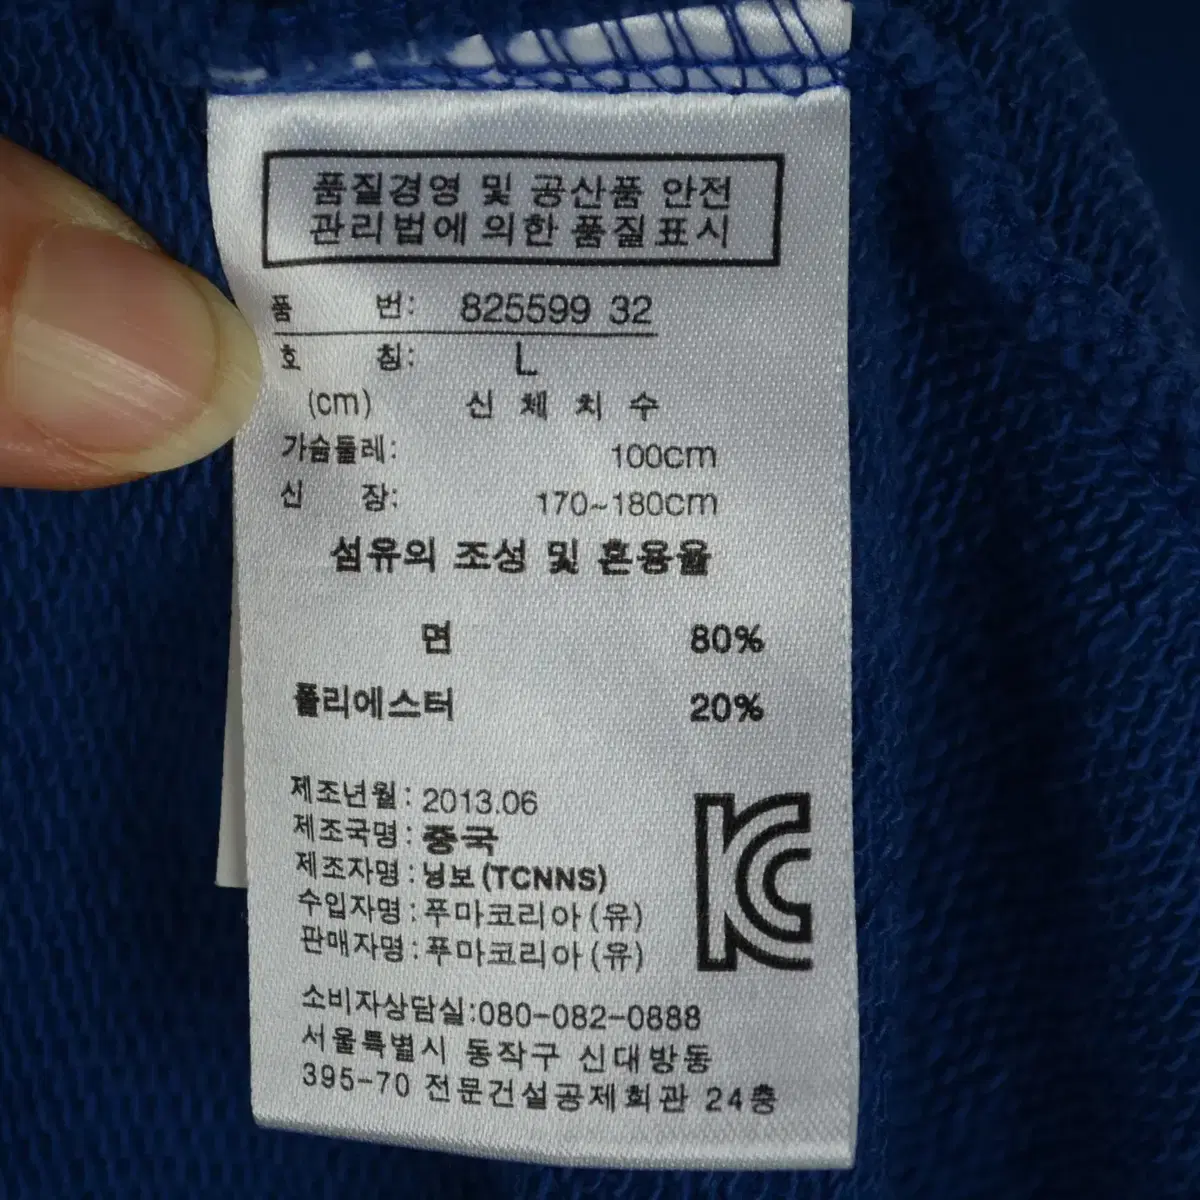 품질경영 및 공산품 안전
관리법에 의한 품질표시
품 번: 825599 32
호 칭: L
(cm) 신 체 치 수
가슴둘레: 100cm
신 장: 170~180cm
섬유의 조성 및 혼용율
면 80%
폴리에스터 20%
제조년월: 2013.06
제조국명: 중국
제조자명: 닝보(TCNNS)
수입자명: 푸마코리아(유)
판매자명: 푸마코리아(유)
KC
소비자상담실:080-082-0888
서울특별시 동작구 신대방동
395-70 전문건설공제회관 24층